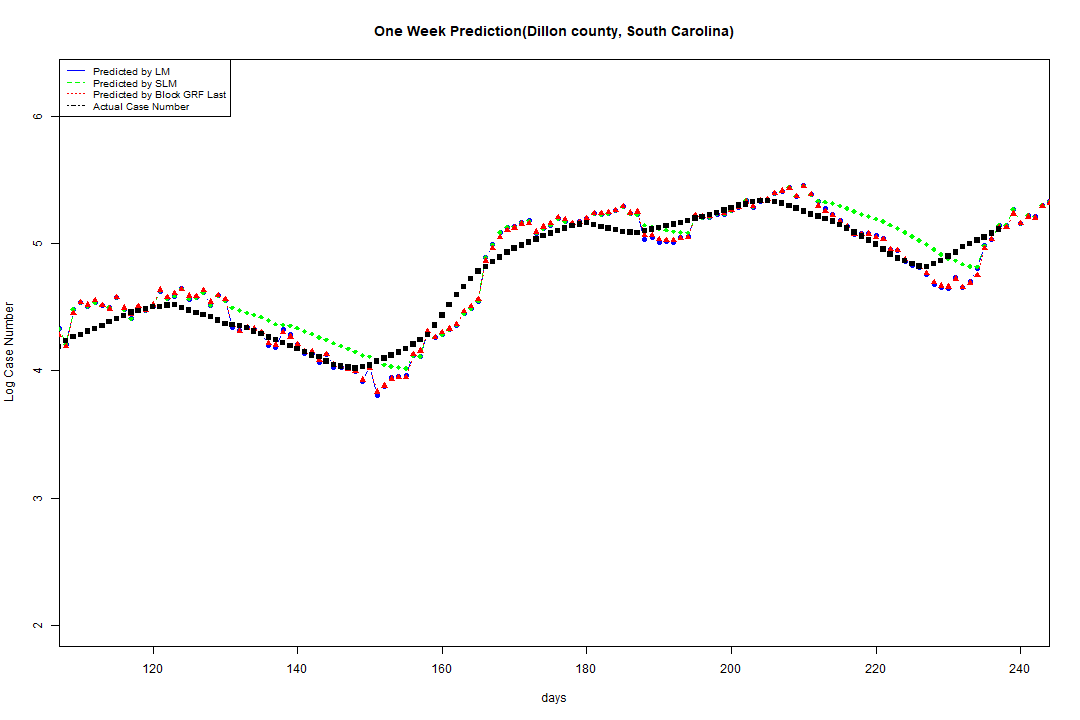 One Week Prediction(Dillon county, South Carolina)
Predicted by LM
Predicted by SLM
Predicted by Block GRF Last
Actual Case Number
6
5
4
3
2
Log Case Number
120 140 160 180 200 220 240
days